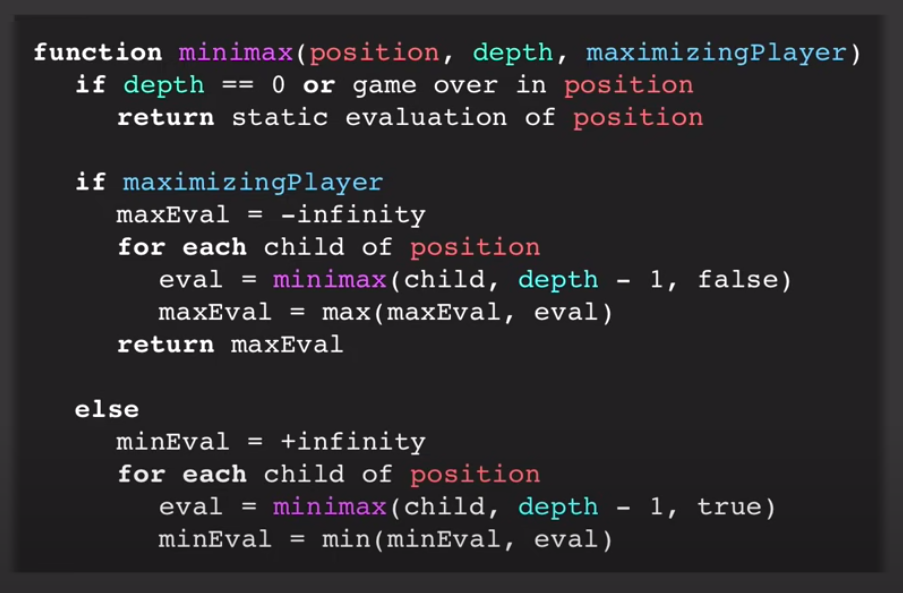 function minimax(position, depth, maximizingPlayer)
if depth == 0 or game over in position
return static evaluation of position
if maximizingPlayer
maxEval = -infinity
for each child of position
eval = minimax(child, depth - 1, false)
maxEval = max(maxEval, eval)
return maxEval
else
minEval = +infinity
for each child of position
eval = minimax(child, depth - 1, true)
minEval = min(minEval, eval)